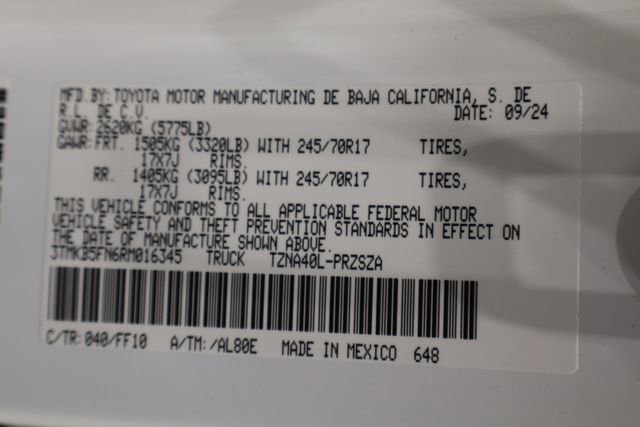 MFD.BY: TOYOTA MOTOR MANUFACTURING DE BAJA CALIFORNIA, S. DE
R.L. DE C.V. DATE: 09/24
GVWR: 2620KG (5775LB)
GAWR: FRT. 1505KG (3320LB) WITH 245/70R17 TIRES,
17X7J RIMS.
RR. 1405KG (3095LB) WITH 245/70R17 TIRES,
17X7J RIMS.
THIS VEHICLE CONFORMS TO ALL APPLICABLE FEDERAL MOTOR
VEHICLE SAFETY AND THEFT PREVENTION STANDARDS IN EFFECT ON
THE DATE OF MANUFACTURE SHOWN ABOVE.
3TMKB5FN6RM016345 TRUCK TZNA40L-PRZSZA
C/TR: 040/FF10 A/TM: /AL80E MADE IN MEXICO 648